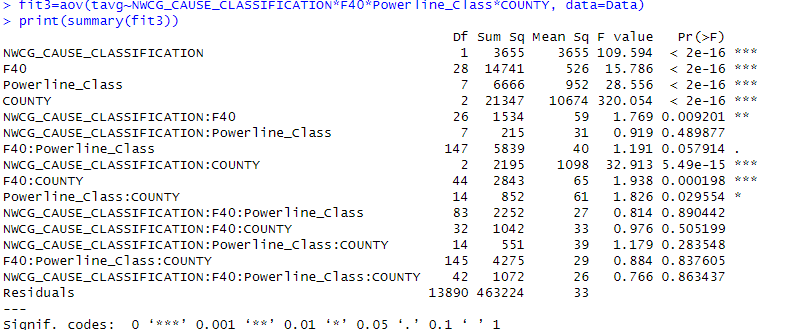 > fit3=aov(tavg~NWCG_CAUSE_CLASSIFICATION*F40*Powerline_Class*COUNTY, data=Data)
> print(summary(fit3))
Df Sum Sq Mean Sq F value Pr(>F)
NWCG_CAUSE_CLASSIFICATION 1 3655 3655 109.594 < 2e-16 ***
F40 28 14741 526 15.786 < 2e-16 ***
Powerline_Class 7 6666 952 28.556 < 2e-16 ***
COUNTY 2 21347 10674 320.054 < 2e-16 ***
NWCG_CAUSE_CLASSIFICATION:F40 26 1534 59 1.769 0.009201 **
NWCG_CAUSE_CLASSIFICATION:Powerline_Class 7 215 31 0.919 0.489877
F40:Powerline_Class 147 5839 40 1.191 0.057914 .
NWCG_CAUSE_CLASSIFICATION:COUNTY 2 2195 1098 32.913 5.49e-15 ***
F40:COUNTY 44 2843 65 1.938 0.000198 ***
Powerline_Class:COUNTY 14 852 61 1.826 0.029554 *
NWCG_CAUSE_CLASSIFICATION:F40:Powerline_Class 83 2252 27 0.814 0.890442
NWCG_CAUSE_CLASSIFICATION:F40:COUNTY 32 1042 33 0.976 0.505199
NWCG_CAUSE_CLASSIFICATION:Powerline_Class:COUNTY 14 551 39 1.179 0.283548
F40:Powerline_Class:COUNTY 145 4275 29 0.884 0.837605
NWCG_CAUSE_CLASSIFICATION:F40:Powerline_Class:COUNTY 42 1072 26 0.766 0.863437
Residuals 13890 463224 33
---
Signif. codes: 0 ‘***’ 0.001 ‘**’ 0.01 ‘*’ 0.05 ‘.’ 0.1 ‘ ’ 1